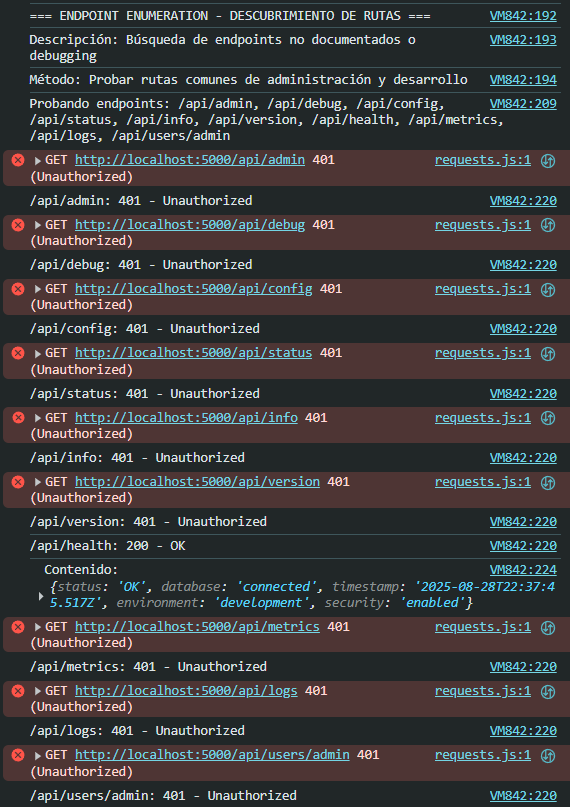 === ENDPOINT ENUMERATION - DESCUBRIMIENTO DE RUTAS === VM842:192
Descripción: Búsqueda de endpoints no documentados o VM842:193
debugging
Método: Probar rutas comunes de administración y desarrollo VM842:194
Probando endpoints: /api/admin, /api/debug, /api/config, VM842:209
/api/status, /api/info, /api/version, /api/health, /api/metrics,
/api/logs, /api/users/admin
GET http://localhost:5000/api/admin 401 requests.js:1
(Unauthorized)
/api/admin: 401 - Unauthorized VM842:220
GET http://localhost:5000/api/debug 401 requests.js:1
(Unauthorized)
/api/debug: 401 - Unauthorized VM842:220
GET http://localhost:5000/api/config 401 requests.js:1
(Unauthorized)
/api/config: 401 - Unauthorized VM842:220
GET http://localhost:5000/api/status 401 requests.js:1
(Unauthorized)
/api/status: 401 - Unauthorized VM842:220
GET http://localhost:5000/api/info 401 requests.js:1
(Unauthorized)
/api/info: 401 - Unauthorized VM842:220
GET http://localhost:5000/api/version 401 requests.js:1
(Unauthorized)
/api/version: 401 - Unauthorized VM842:220
/api/health: 200 - OK VM842:220
Contenido: VM842:224
{status: 'OK', database: 'connected', timestamp: '2025-08-28T22:37:4
5.517Z', environment: 'development', security: 'enabled'}
GET http://localhost:5000/api/metrics 401 requests.js:1
(Unauthorized)
/api/metrics: 401 - Unauthorized VM842:220
GET http://localhost:5000/api/logs 401 requests.js:1
(Unauthorized)
/api/logs: 401 - Unauthorized VM842:220
GET http://localhost:5000/api/users/admin 401 requests.js:1
(Unauthorized)
/api/users/admin: 401 - Unauthorized VM842:220